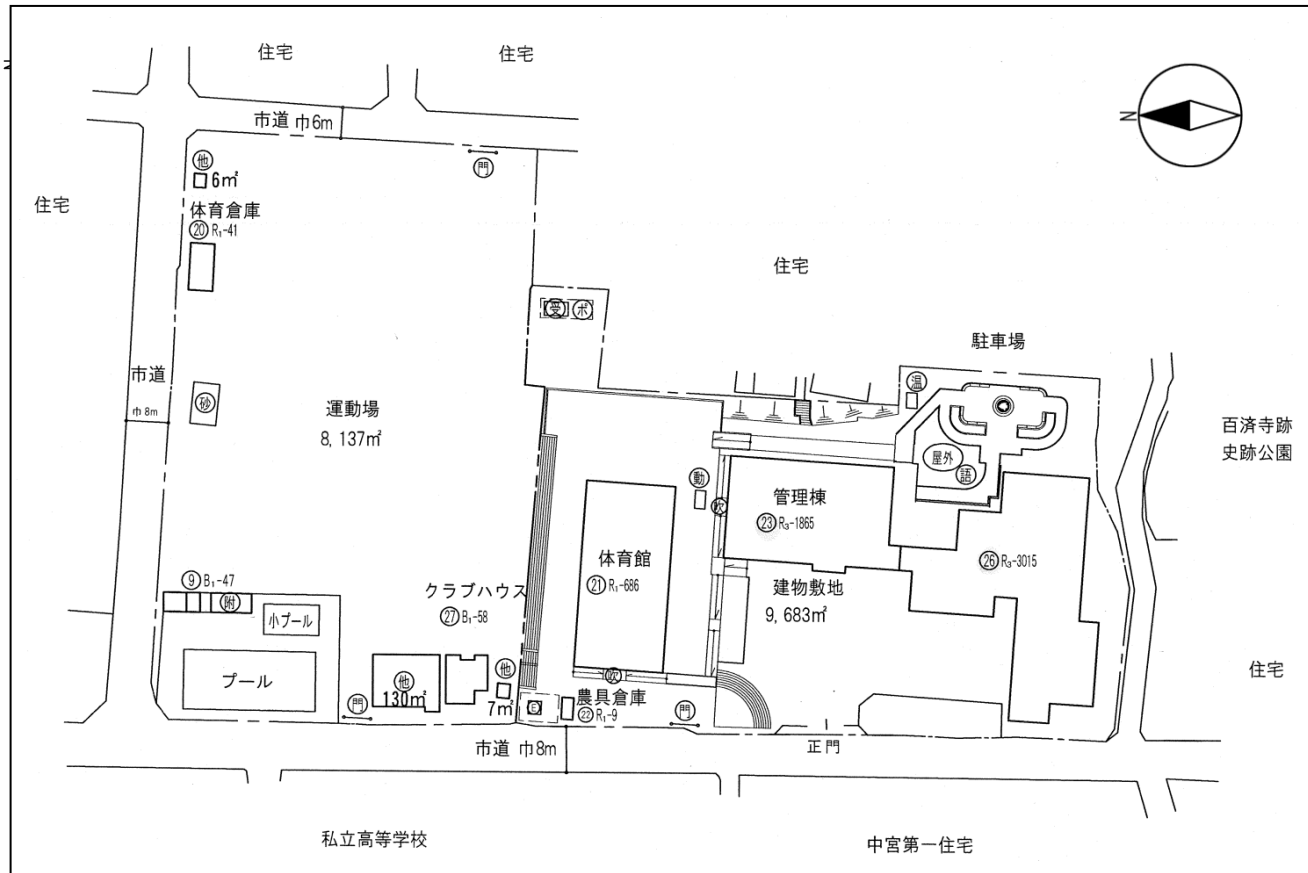 住宅
住宅
市道 巾6m
N
門
他
6㎡
体育倉庫
⑳ R₁-41
住宅
住宅
受 ポ
駐車場
温
市道
巾8m
砂
運動場
8,137㎡
百済寺跡
史跡公園
屋外
語
動
吹
管理棟
㉓ R₃-1865
体育館
㉑ R₁-686
㉖ R₃-3015
建物敷地
9,683㎡
⑨ B₁-47
附
小プール
プール
クラブハウス
㉗ B₁-58
他
130㎡
他
7㎡
門
吹
E
農具倉庫
㉒ R₁-9
門
正門
住宅
市道 巾8m
私立高等学校
中宮第一住宅